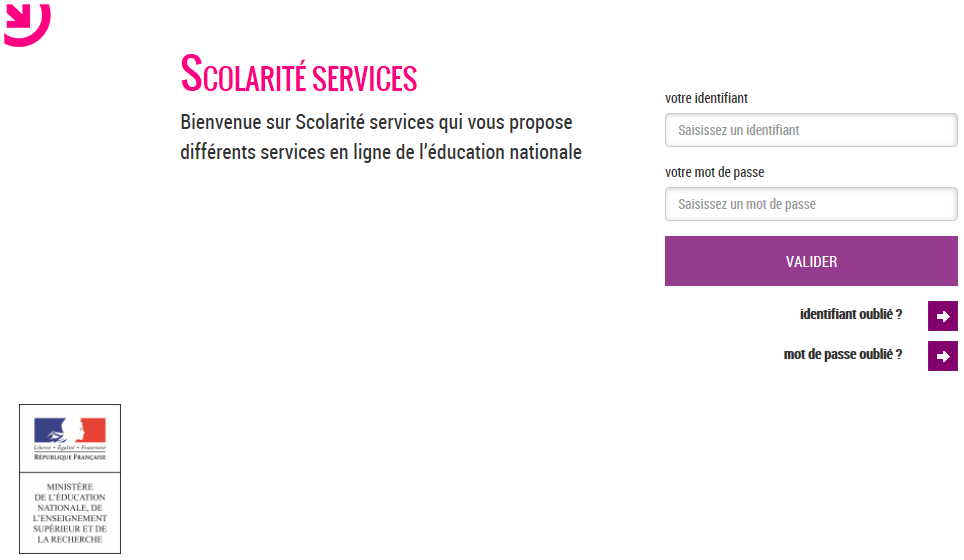 SCOLARITÉ SERVICES
Bienvenue sur Scolarité services qui vous propose
différents services en ligne de l’éducation nationale
votre identifiant
Saisissez un identifiant
votre mot de passe
Saisissez un mot de passe
VALIDER
identifiant oublié ?
mot de passe oublié ?
Liberté • Égalité • Fraternité
RÉPUBLIQUE FRANÇAISE
MINISTÈRE
DE L’ÉDUCATION
NATIONALE, DE
L’ENSEIGNEMENT
SUPÉRIEUR ET DE
LA RECHERCHE